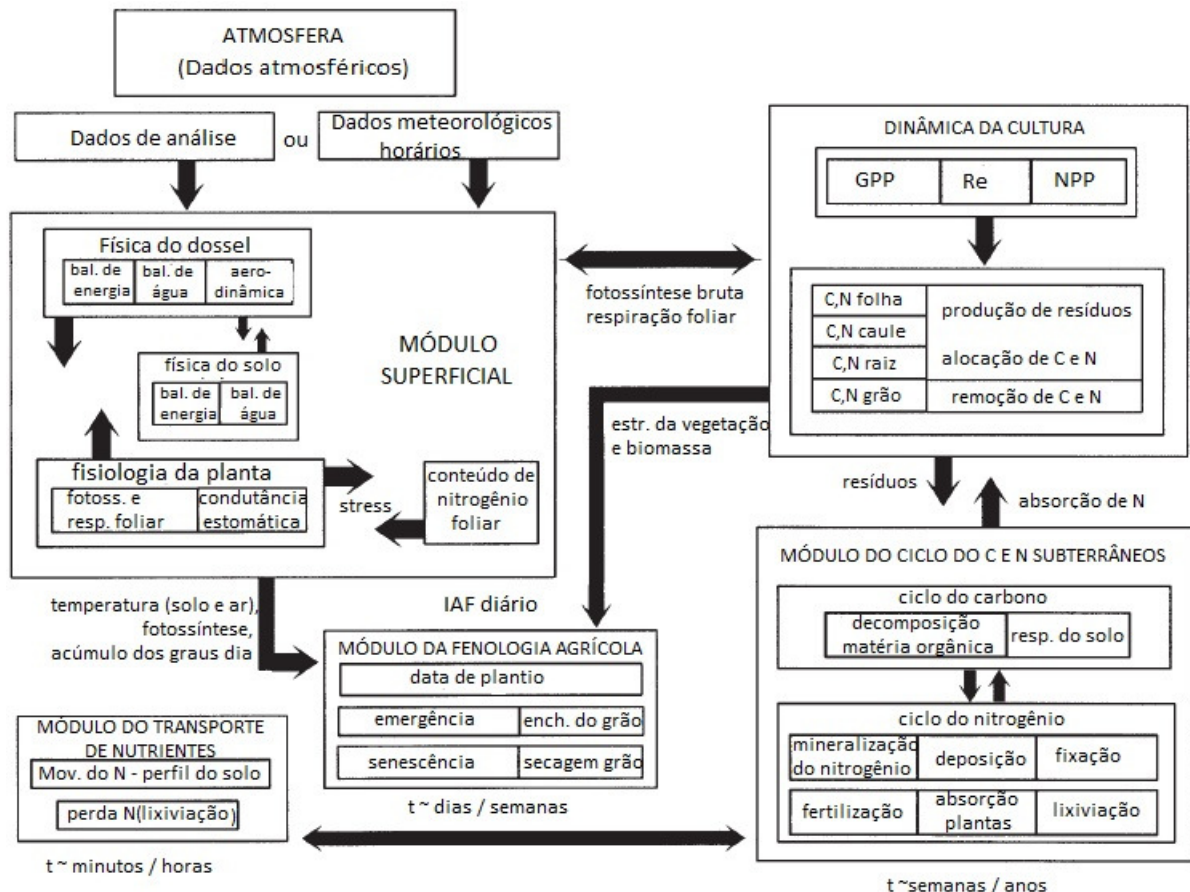 ATMOSFERA
(Dados atmosféricos)
Dados de análise
ou
Dados meteorológicos
horários
Física do dossel
bal. de
energia
bal. de
água
aero-
dinâmica
física do solo
bal. de
energia
bal. de
água
MÓDULO
SUPERFICIAL
fisiologia da planta
fotoss. e
resp. foliar
condutância
estomática
stress
conteúdo de
nitrogênio
foliar
fotossíntese bruta
respiração foliar
DINÂMICA DA CULTURA
GPP
Re
NPP
C,N folha
C,N caule
C,N raiz
C,N grão
produção de resíduos
alocação de C e N
remoção de C e N
estr. da vegetação
e biomassa
resíduos
absorção de N
temperatura (solo e ar),
fotossíntese,
acúmulo dos graus dia
IAF diário
MÓDULO DA FENOLOGIA AGRÍCOLA
data de plantio
emergência
ench. do grão
senescência
secagem grão
t ~ dias / semanas
MÓDULO DO TRANSPORTE
DE NUTRIENTES
Mov. do N - perfil do solo
perda N(lixiviação)
t ~ minutos / horas
MÓDULO DO CICLO DO C E N SUBTERRÂNEOS
ciclo do carbono
decomposição
matéria orgânica
resp. do solo
ciclo do nitrogênio
mineralização
do nitrogênio
deposição
fixação
fertilização
absorção
plantas
lixiviação
t ~semanas / anos